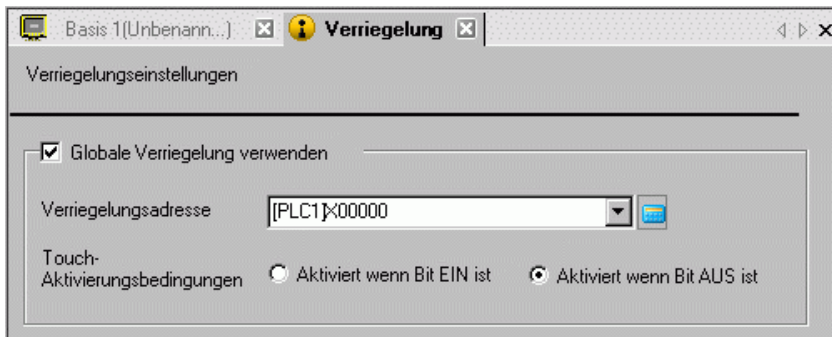 Basis 1(Unbenann...) Verriegelung
Verriegelungseinstellungen
Globale Verriegelung verwenden
Verriegelungsadresse [PLC1]X00000
Touch-
Aktivierungsbedingungen Aktiviert wenn Bit EIN ist Aktiviert wenn Bit AUS ist